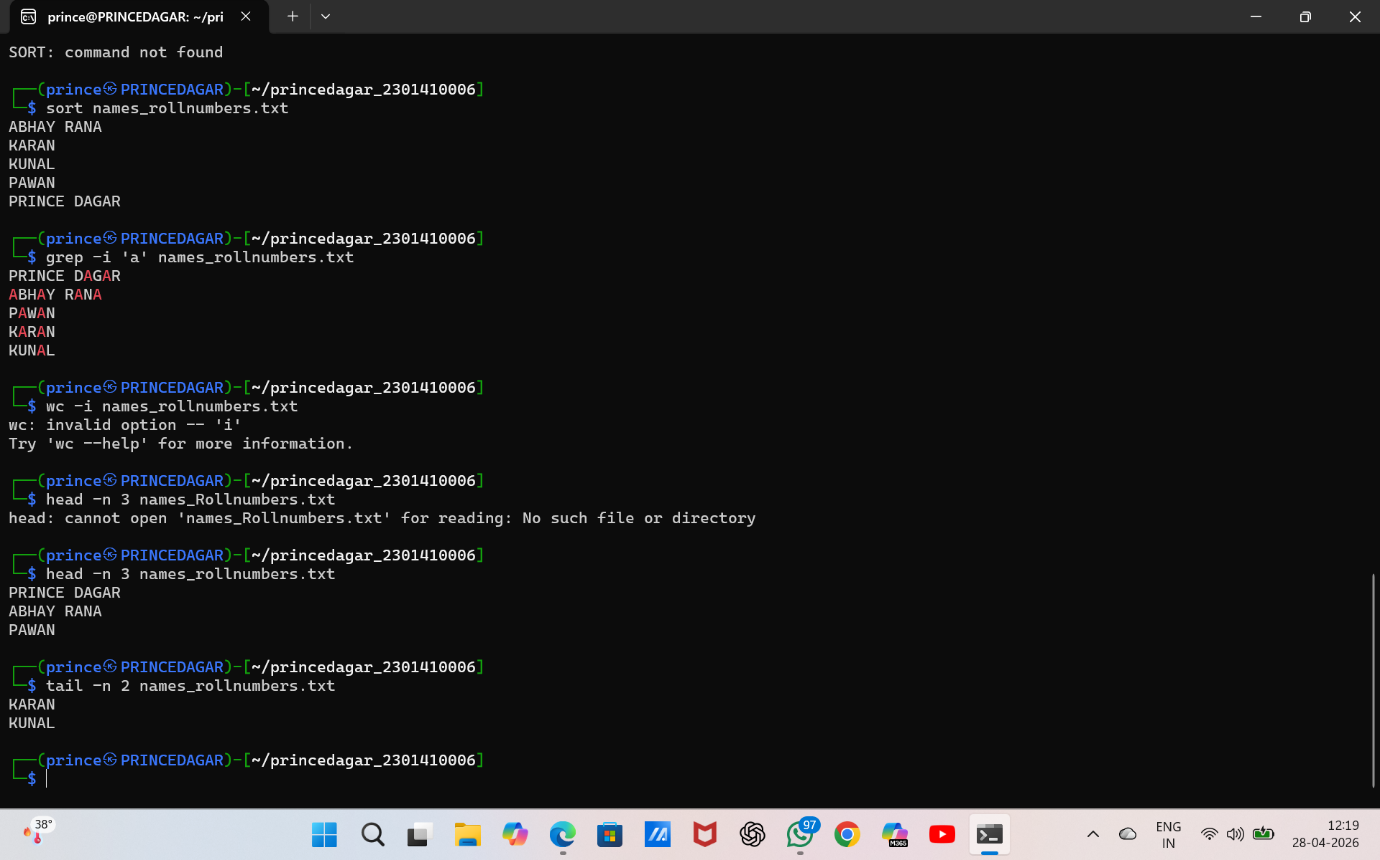 prince@PRINCEDAGAR: ~/pri
SORT: command not found
(prince㉿PRINCEDAGAR)-[~/princedagar_2301410006]
$ sort names_rollnumbers.txt
ABHAY RANA
KARAN
KUNAL
PAWAN
PRINCE DAGAR
(prince㉿PRINCEDAGAR)-[~/princedagar_2301410006]
$ grep -i 'a' names_rollnumbers.txt
PRINCE DAGAR
ABHAY RANA
PAWAN
KARAN
KUNAL
(prince㉿PRINCEDAGAR)-[~/princedagar_2301410006]
$ wc -i names_rollnumbers.txt
wc: invalid option -- 'i'
Try 'wc --help' for more information.
(prince㉿PRINCEDAGAR)-[~/princedagar_2301410006]
$ head -n 3 names_Rollnumbers.txt
head: cannot open 'names_Rollnumbers.txt' for reading: No such file or directory
(prince㉿PRINCEDAGAR)-[~/princedagar_2301410006]
$ head -n 3 names_rollnumbers.txt
PRINCE DAGAR
ABHAY RANA
PAWAN
(prince㉿PRINCEDAGAR)-[~/princedagar_2301410006]
$ tail -n 2 names_rollnumbers.txt
KARAN
KUNAL
(prince㉿PRINCEDAGAR)-[~/princedagar_2301410006]
$
38°
97
M365
ENG
IN
12:19
28-04-2026